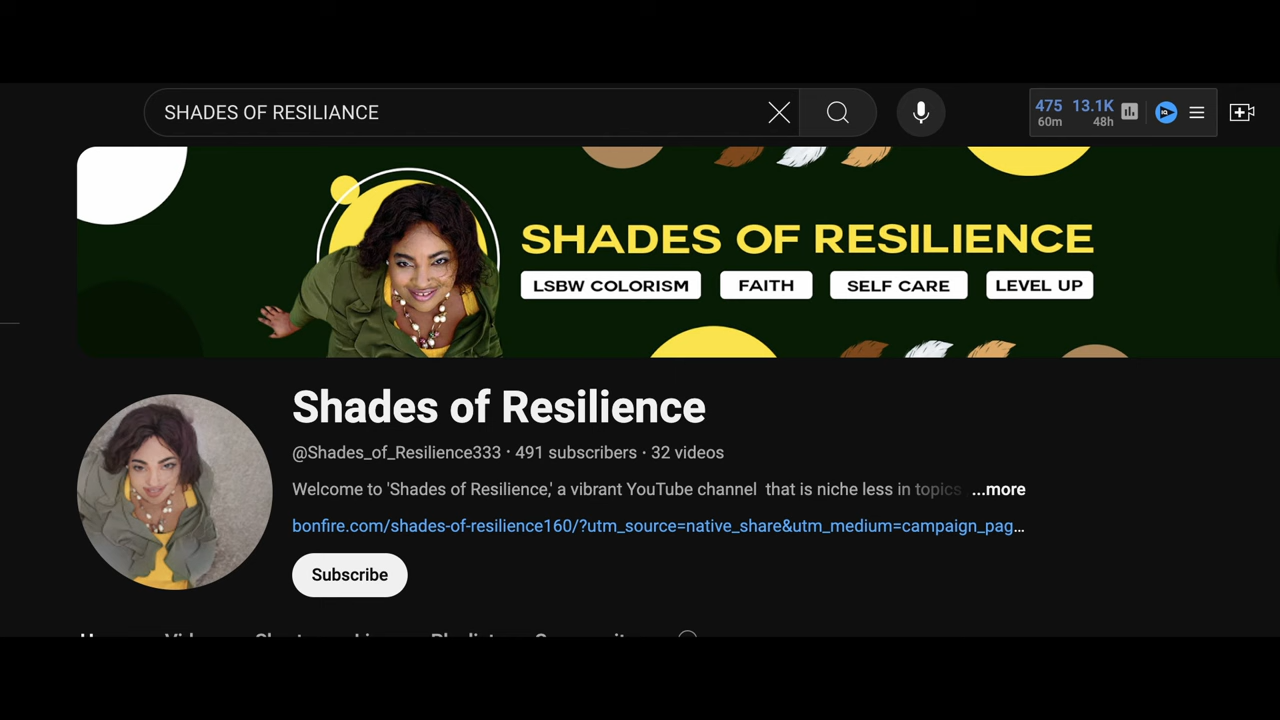 SHADES OF RESILIANCE
475 13.1K
60m 48h
SHADES OF RESILIENCE
LSBW COLORISM FAITH SELF CARE LEVEL UP
Shades of Resilience
@Shades_of_Resilience333 · 491 subscribers · 32 videos
Welcome to 'Shades of Resilience,' a vibrant YouTube channel that is niche less in topics ...more
bonfire.com/shades-of-resilience160/?utm_source=native_share&utm_medium=campaign_pag...
Subscribe